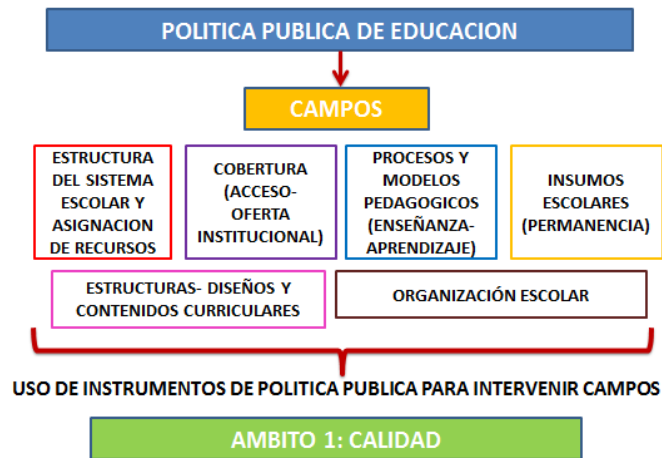 POLITICA PUBLICA DE EDUCACION
CAMPOS
ESTRUCTURA
DEL SISTEMA
ESCOLAR Y
ASIGNACION
DE RECURSOS
COBERTURA
(ACCESO-
OFERTA
INSTITUCIONAL)
PROCESOS Y
MODELOS
PEDAGOGICOS
(ENSEÑANZA-
APRENDIZAJE)
INSUMOS
ESCOLARES
(PERMANENCIA)
ESTRUCTURAS- DISEÑOS Y
CONTENIDOS CURRICULARES
ORGANIZACIÓN ESCOLAR
USO DE INSTRUMENTOS DE POLITICA PUBLICA PARA INTERVENIR CAMPOS
AMBITO 1: CALIDAD